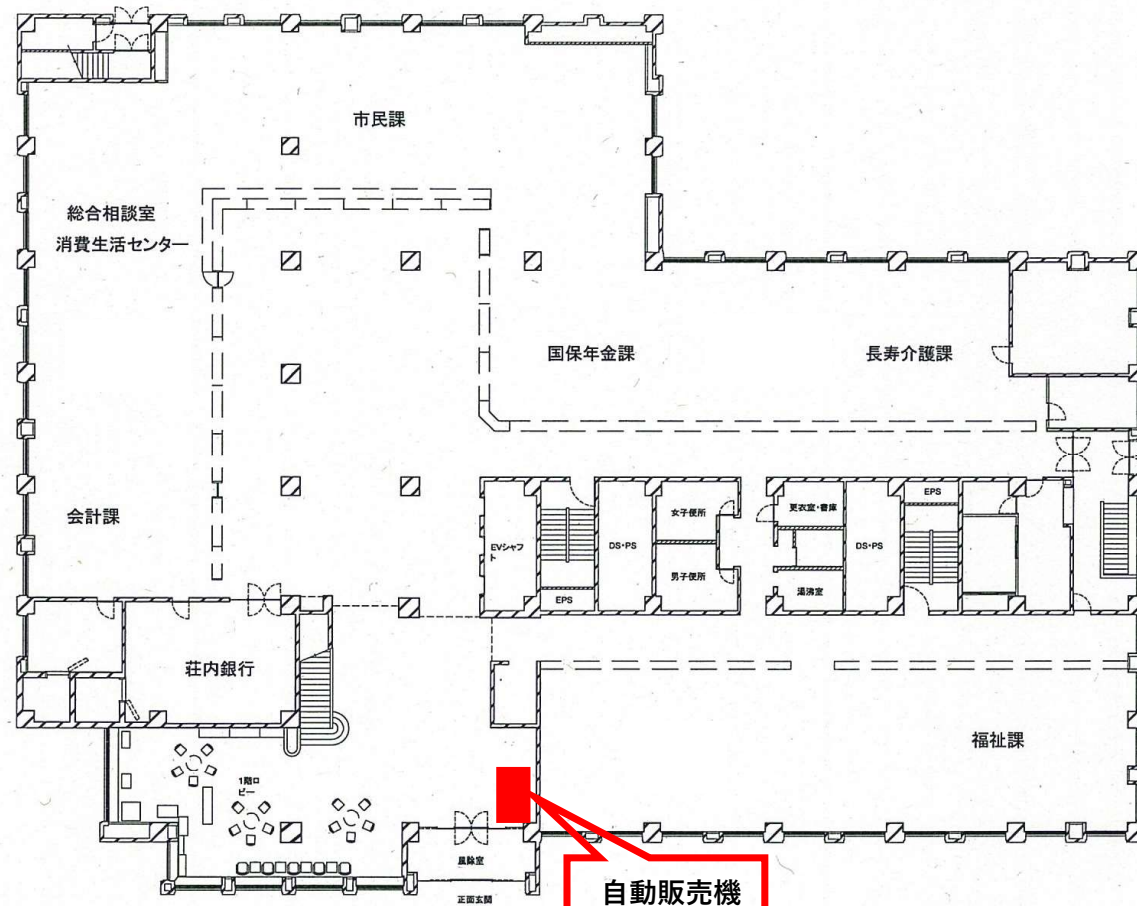 市民課
総合相談室
消費生活センター
国保年金課
長寿介護課
会計課
EVシャフ
ト
EPS
DS・PS
女子便所
男子便所
更衣室・書庫
湯沸室
DS・PS
EPS
荘内銀行
福祉課
1階ロ
ビー
風除室
正面玄関
自動販売機